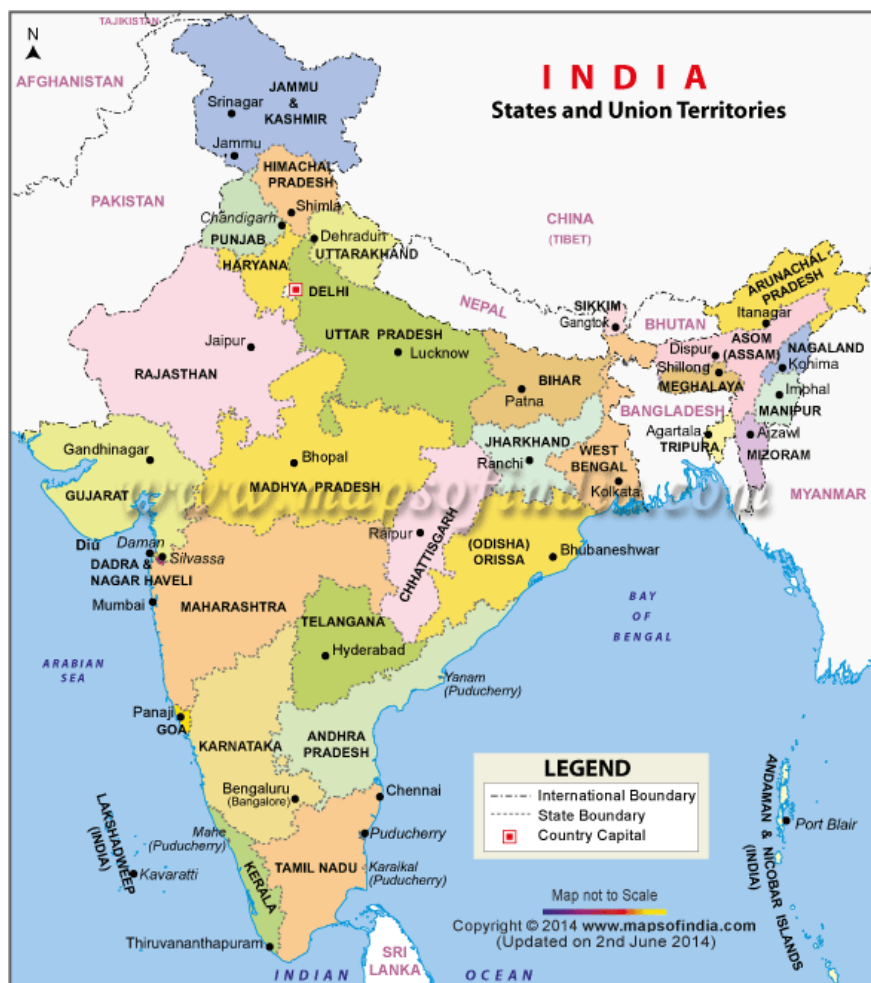 TAJIKISTAN
N
AFGHANISTAN
INDIA
States and Union Territories
JAMMU
&
KASHMIR
Srinagar
Jammu
HIMACHAL
PRADESH
PAKISTAN
Shimla
Chandigarh
PUNJAB
Dehradun
UTTARAKHAND
CHINA
(TIBET)
HARYANA
DELHI
ARUNACHAL
PRADESH
NEPAL
SIKKIM
Gangtok
BHUTAN
Itanagar
UTTAR PRADESH
Lucknow
Jaipur
RAJASTHAN
ASOM
(ASSAM)
Dispur
NAGALAND
Kohima
Shillong
MEGHALAYA
BIHAR
Patna
Imphal
MANIPUR
BANGLADESH
Agartala
TRIPURA
Aizawl
MIZORAM
Gandhinagar
GUJARAT
Bhopal
MADHYA PRADESH
JHARKHAND
Ranchi
WEST
BENGAL
Kolkata
www.mapsofindia.com
MYANMAR
Raipur
CHHATTISGARH
(ODISHA)
ORISSA
Bhubaneshwar
Diu
Daman
Silvassa
DADRA &
NAGAR HAVELI
Mumbai
MAHARASHTRA
TELANGANA
Hyderabad
BAY
OF
BENGAL
ARABIAN
SEA
Yanam
(Puducherry)
Panaji
GOA
KARNATAKA
ANDHRA
PRADESH
Bengaluru
(Bangalore)
Chennai
LEGEND
International Boundary
State Boundary
Country Capital
ANDAMAN & NICOBAR ISLANDS
(INDIA)
Port Blair
LAKSHADWEEP
(INDIA)
Kavaratti
Mahe
(Puducherry)
Puducherry
KERALA
TAMIL NADU
Karaikal
(Puducherry)
Thiruvananthapuram
Map not to Scale
Copyright © 2014 www.mapsofindia.com
(Updated on 2nd June 2014)
SRI
LANKA
INDIAN OCEAN